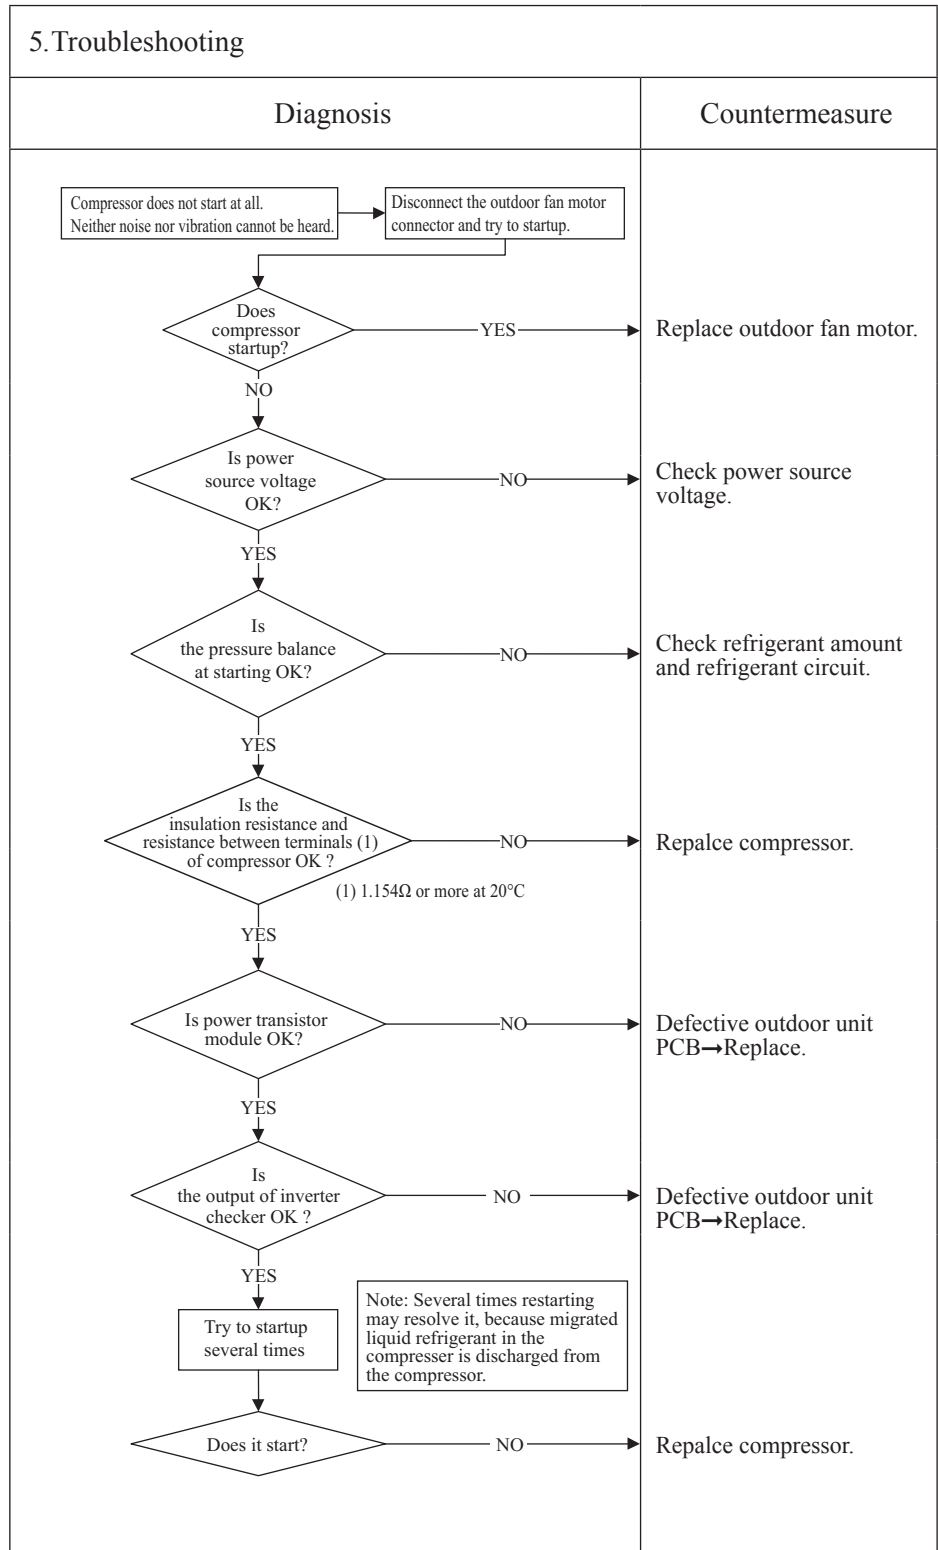 5.Troubleshooting
Diagnosis
Countermeasure
Compressor does not start at all.
Neither noise nor vibration cannot be heard.
Disconnect the outdoor fan motor
connector and try to startup.
Does
compressor
startup?
YES
Replace outdoor fan motor.
NO
Is power
source voltage
OK?
NO
Check power source
voltage.
YES
Is
the pressure balance
at starting OK?
NO
Check refrigerant amount
and refrigerant circuit.
YES
Is the
insulation resistance and
resistance between terminals (1)
of compressor OK ?
NO
Repalce compressor.
(1) 1.154Ω or more at 20°C
YES
Is power transistor
module OK?
NO
Defective outdoor unit
PCB→Replace.
YES
Is
the output of inverter
checker OK ?
NO
Defective outdoor unit
PCB→Replace.
YES
Try to startup
several times
Note: Several times restarting
may resolve it, because migrated
liquid refrigerant in the
compresser is discharged from
the compressor.
Does it start?
NO
Repalce compressor.